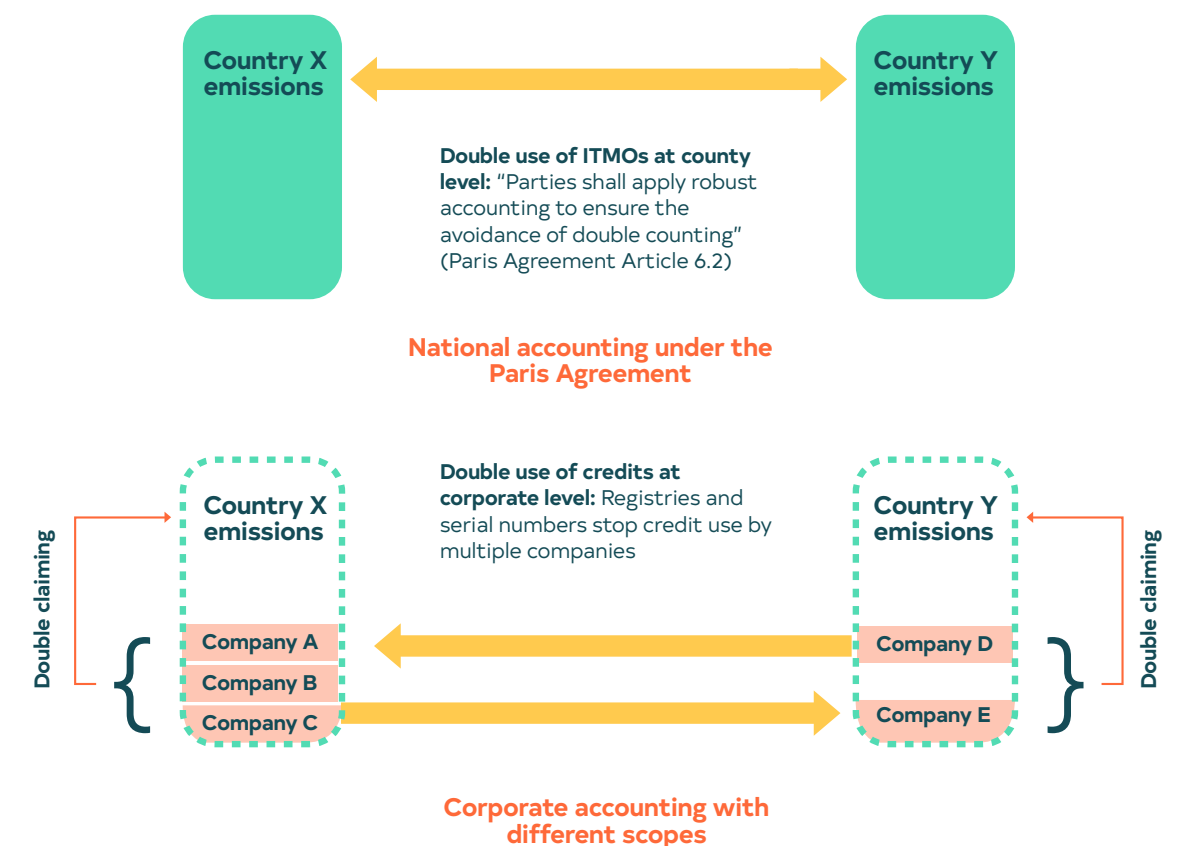 Country X
emissions
Country Y
emissions
Double use of ITMOs at county
level: “Parties shall apply robust
accounting to ensure the
avoidance of double counting”
(Paris Agreement Article 6.2)
National accounting under the
Paris Agreement
Double use of credits at
corporate level: Registries and
serial numbers stop credit use by
multiple companies
Country X
emissions
Country Y
emissions
Double claiming
Company A
Company B
Company C
Company D
Company E
Double claiming
Corporate accounting with
different scopes